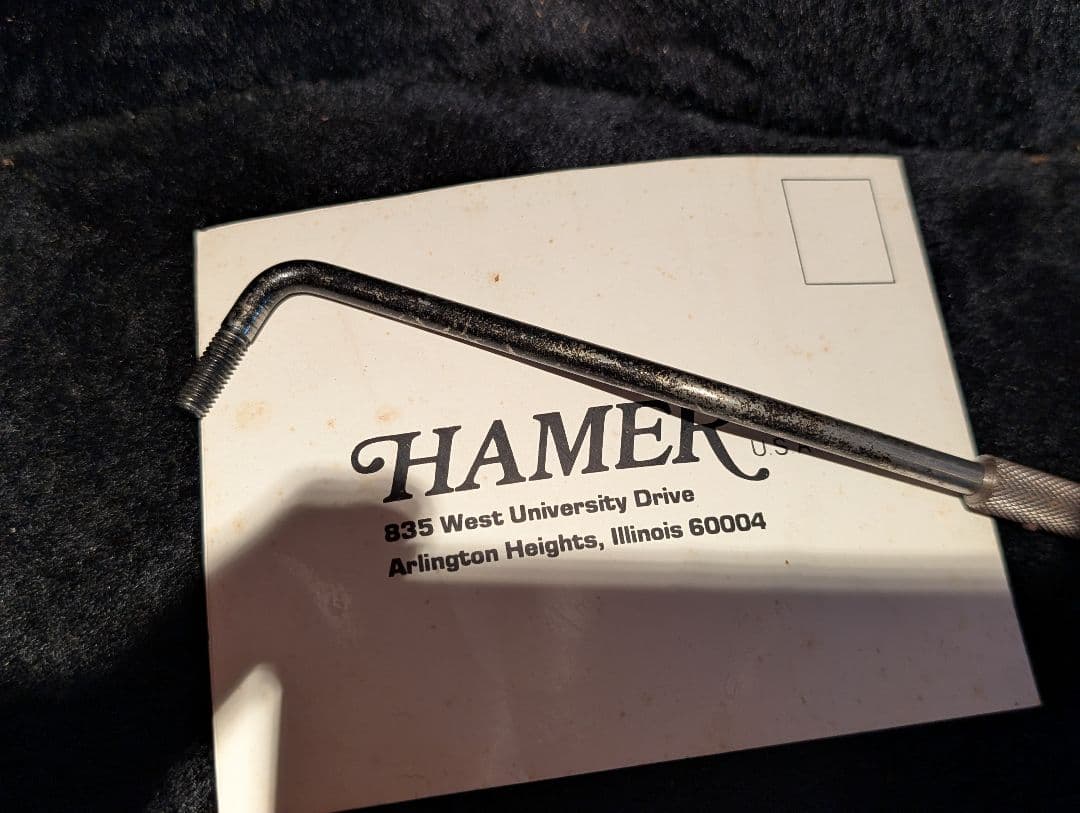 HAMER
U.S.A
835 West University Drive
Arlington Heights, Illinois 60004